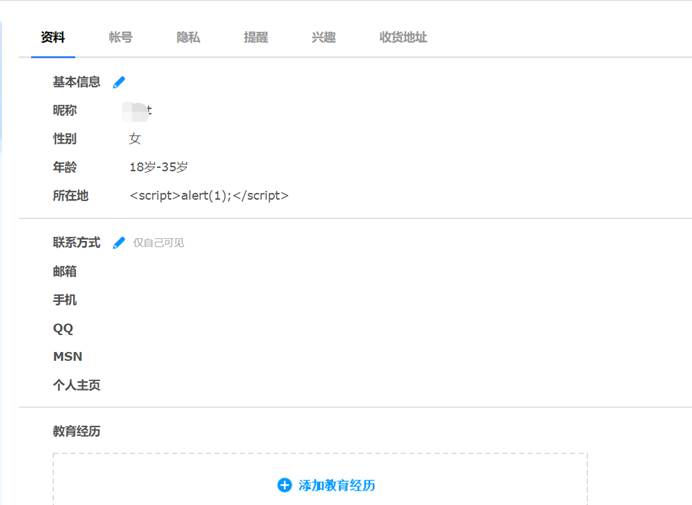 资料 帐号 隐私 提醒 兴趣 收货地址
基本信息
昵称 t
性别 女
年龄 18岁-35岁
所在地 <script>alert(1);</script>
联系方式 仅自己可见
邮箱
手机
QQ
MSN
个人主页
教育经历
添加教育经历